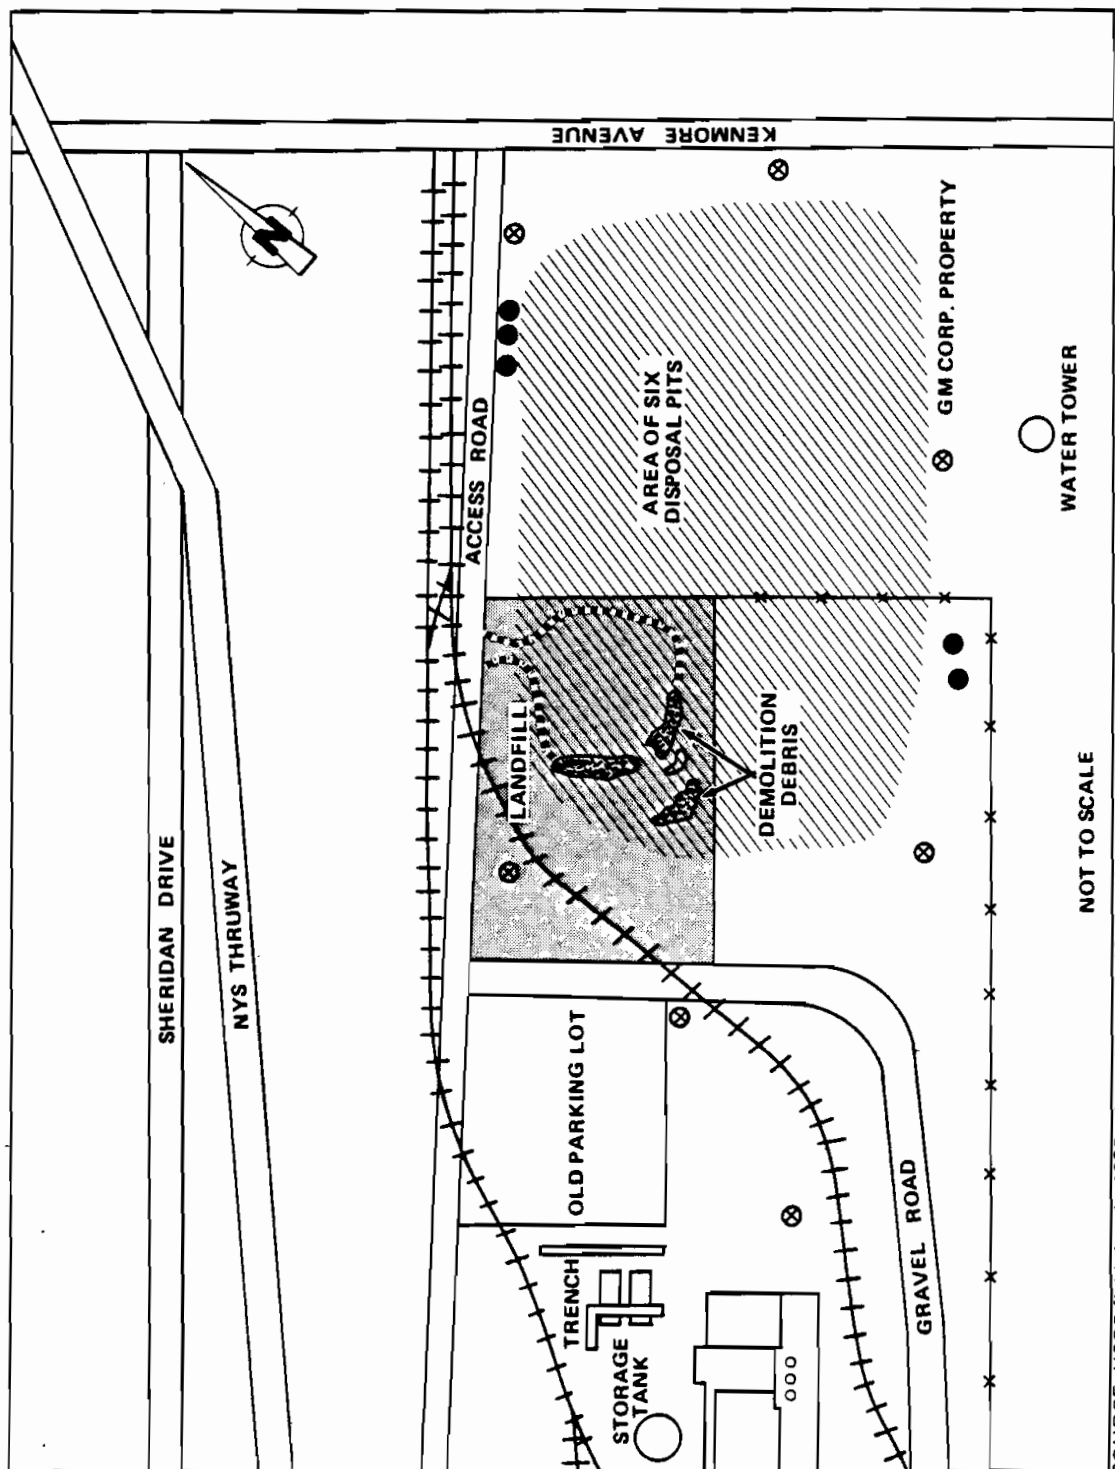 KENMORE AVENUE
N
ACCESS ROAD
GM CORP. PROPERTY
AREA OF SIX
DISPOSAL PITS
WATER TOWER
LANDFILL
DEMOLITION
DEBRIS
SHERIDAN DRIVE
NYS THRUWAY
NOT TO SCALE
OLD PARKING LOT
GRAVEL ROAD
TRENCH
STORAGE
TANK